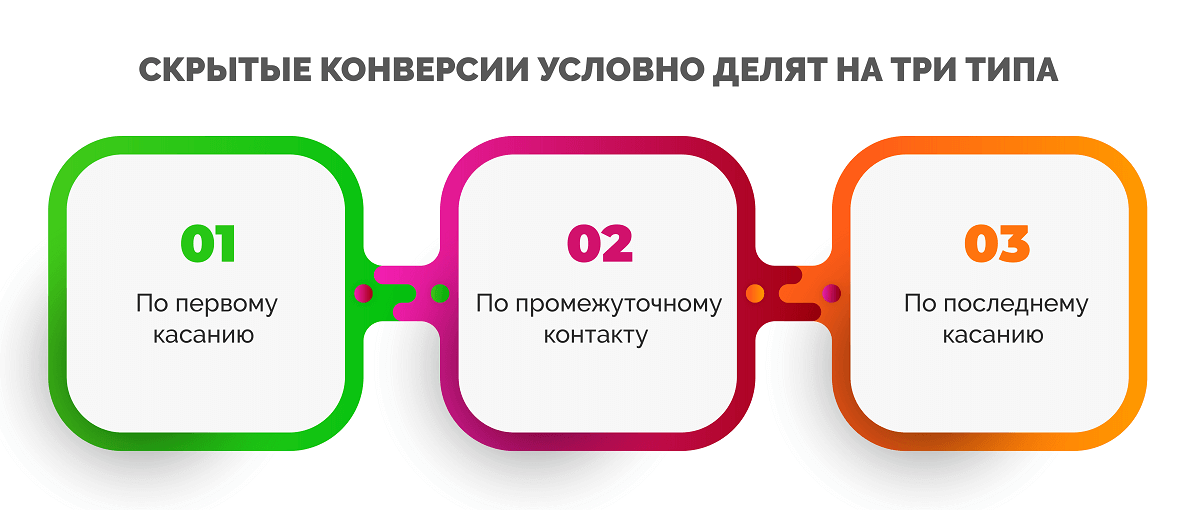 СКРЫТЫЕ КОНВЕРСИИ УСЛОВНО ДЕЛЯТ НА ТРИ ТИПА
01
По первому
касанию
02
По промежуточному
контакту
03
По последнему
касанию